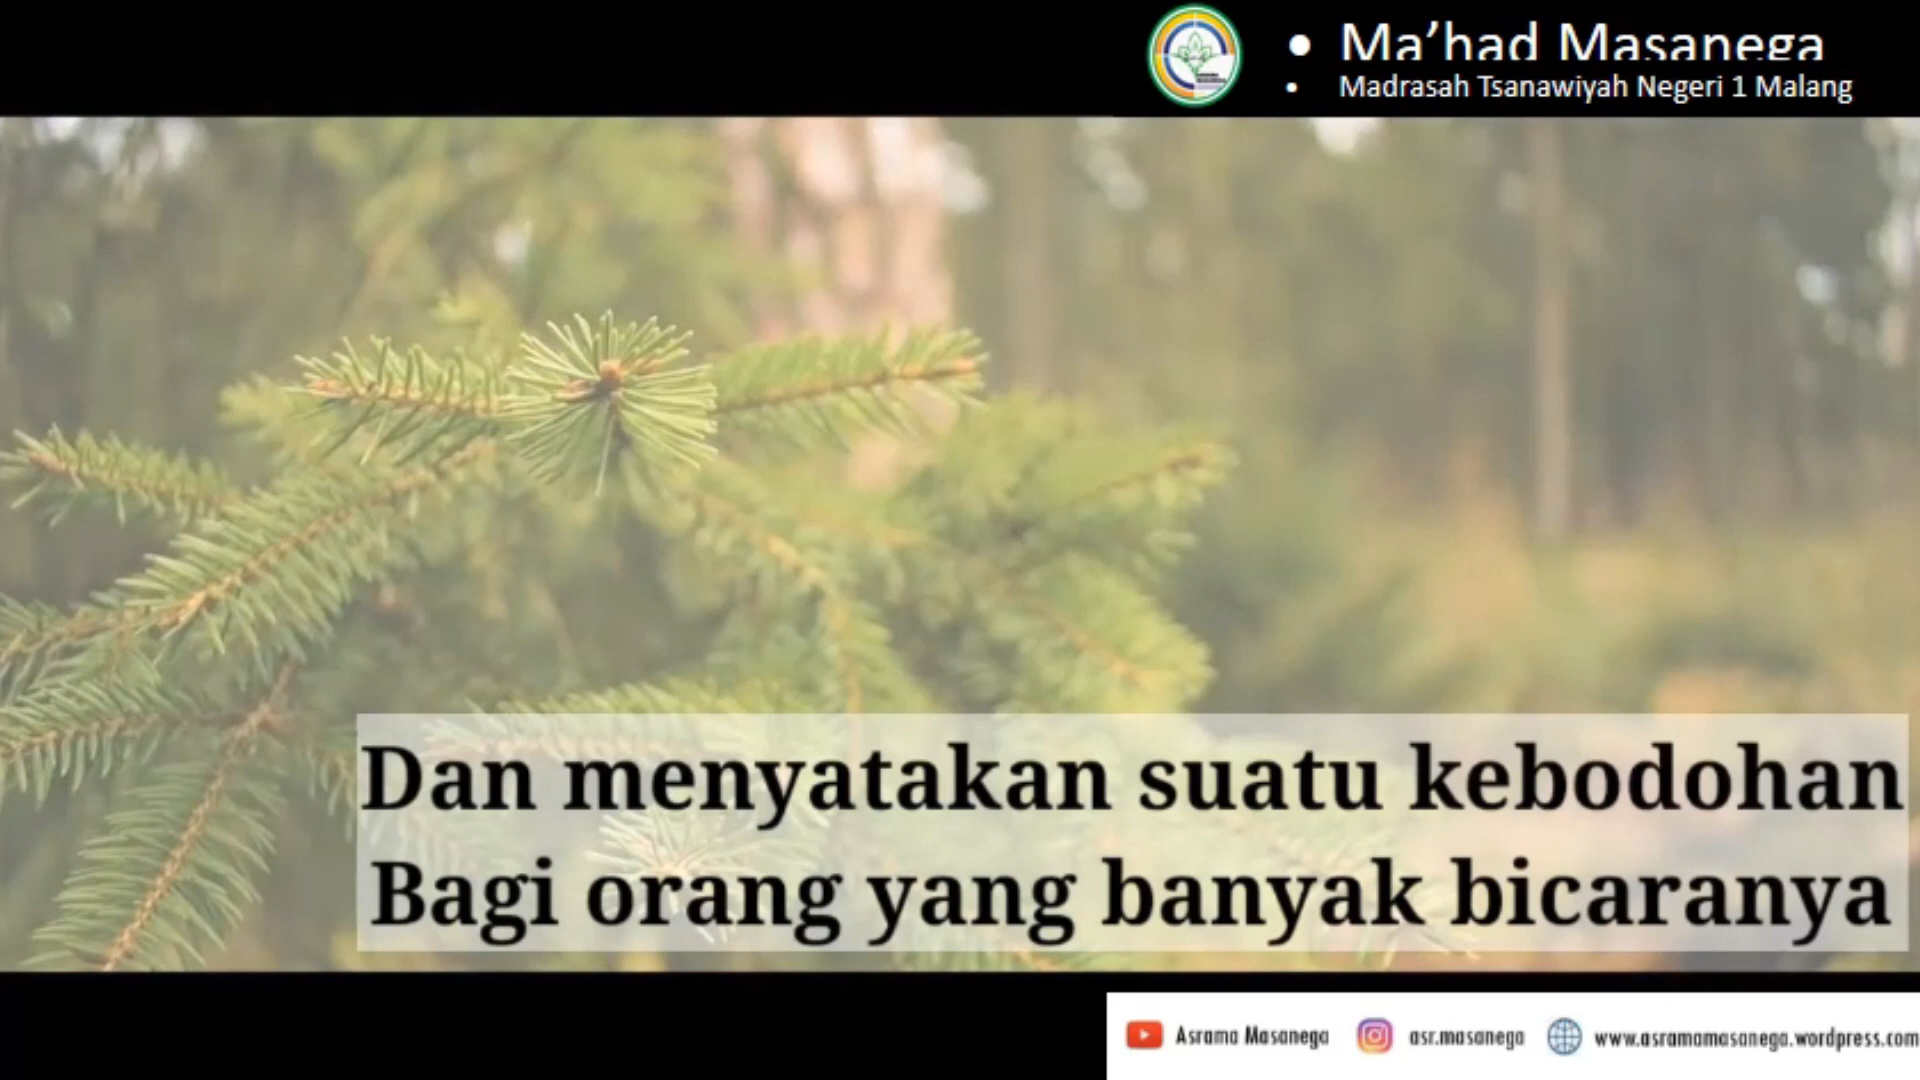 • Ma’had Masanega
• Madrasah Tsanawiyah Negeri 1 Malang
Dan menyatakan suatu kebodohan
Bagi orang yang banyak bicaranya
Asrama Masanega asr.masanega www.asramamasanega.wordpress.com